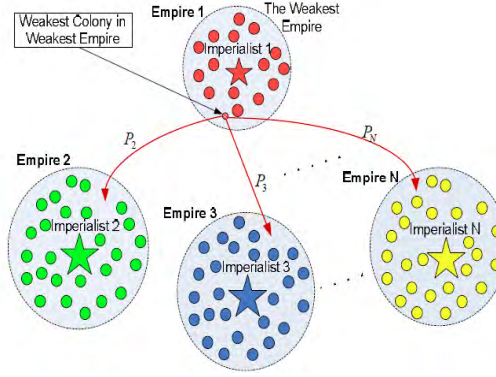 Weakest Colony in
Weakest Empire
Empire 1
The Weakest
Empire
Imperialist 1
P2
P3
PN
Empire 2
Imperialist 2
Empire 3
Imperialist 3
Empire N
Imperialist N